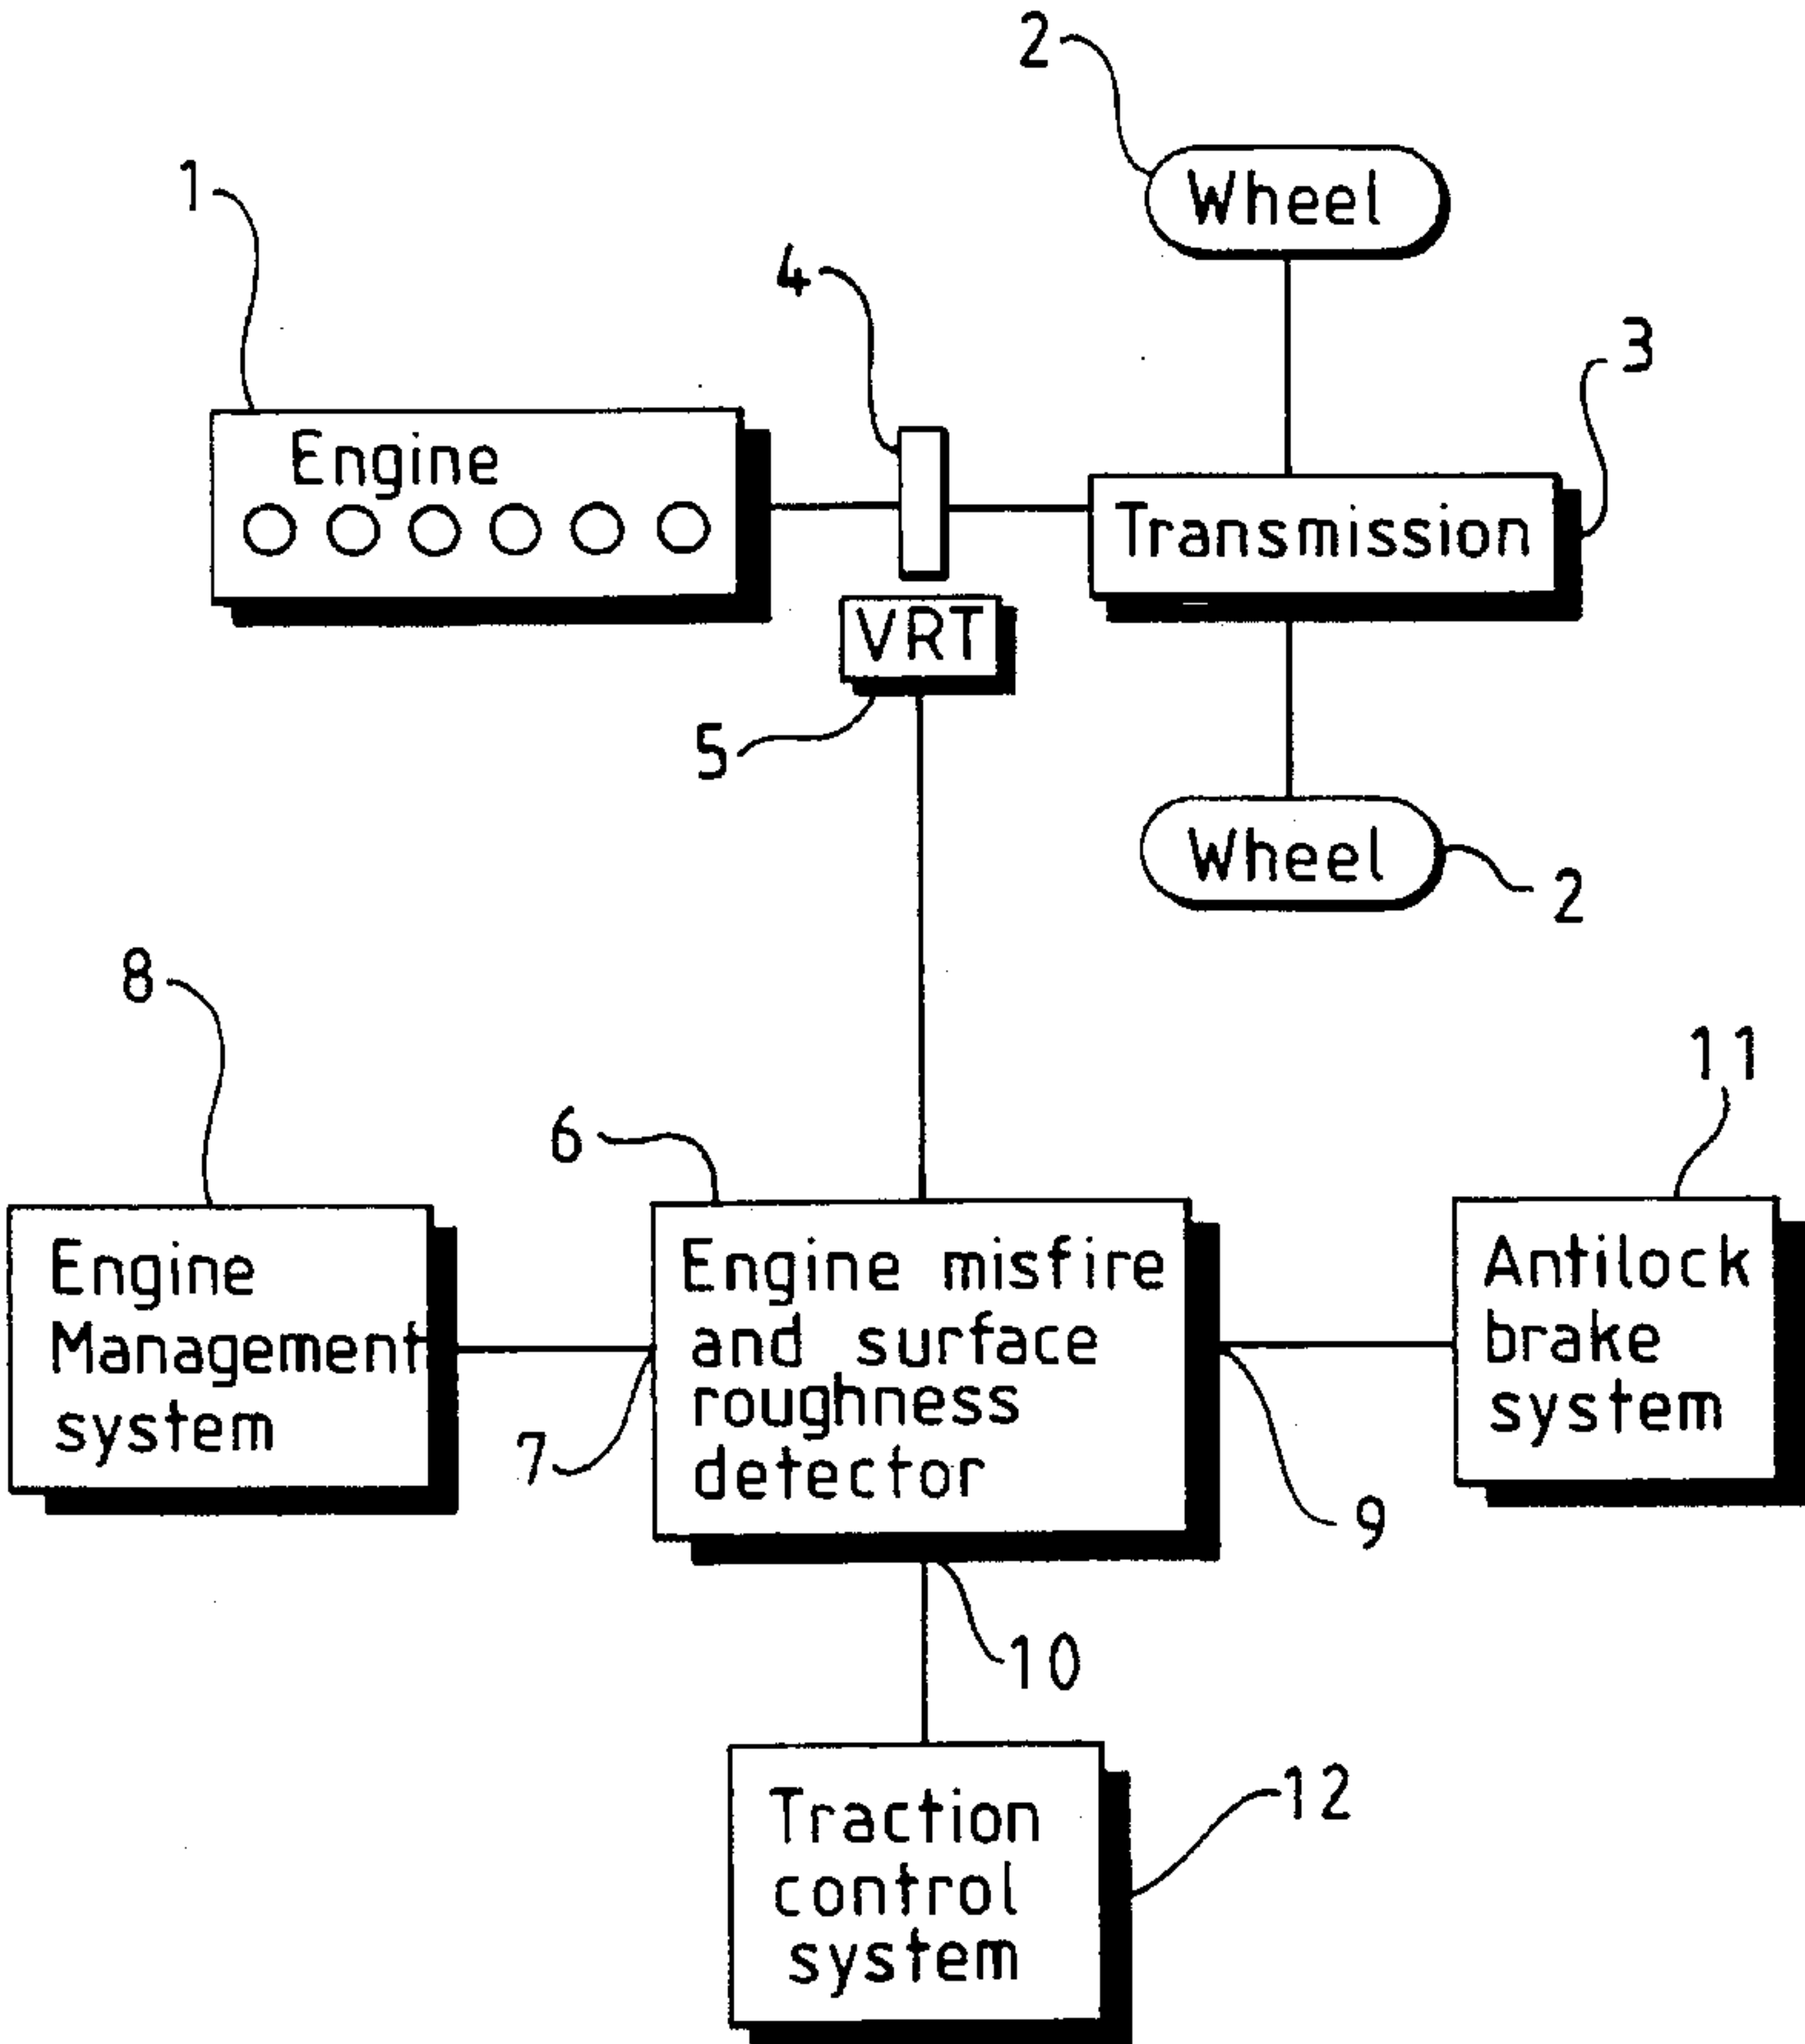 2
Wheel
1
4
3
Engine
Transmission
VRT
5
Wheel
2
8
11
6
Engine
Management
system
Engine misfire
and surface
roughness
detector
Antilock
brake
system
7
9
10
Traction
control
system
12